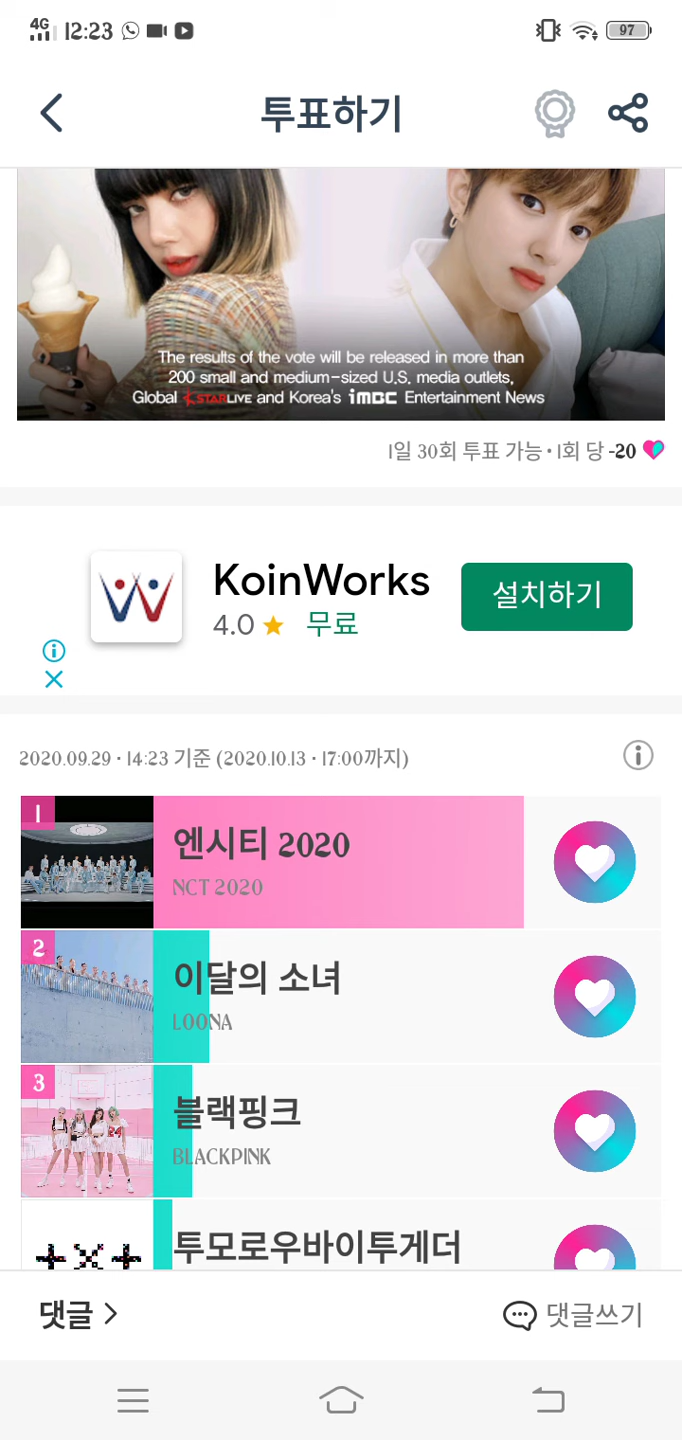 4G 12:23 97
투표하기
The results of the vote will be released in more than
200 small and medium-sized U.S. media outlets,
Global KSTAR LIVE and Korea's iMBC Entertainment News
1일 30회 투표 가능 · 1회 당 -20
KoinWorks
4.0 ★ 무료
설치하기
2020.09.29 · 14:23 기준 (2020.10.13 · 17:00까지)
1
엔시티 2020
NCT 2020
2
이달의 소녀
LOONA
3
블랙핑크
BLACKPINK
24
투모로우바이투게더
댓글 >
댓글쓰기